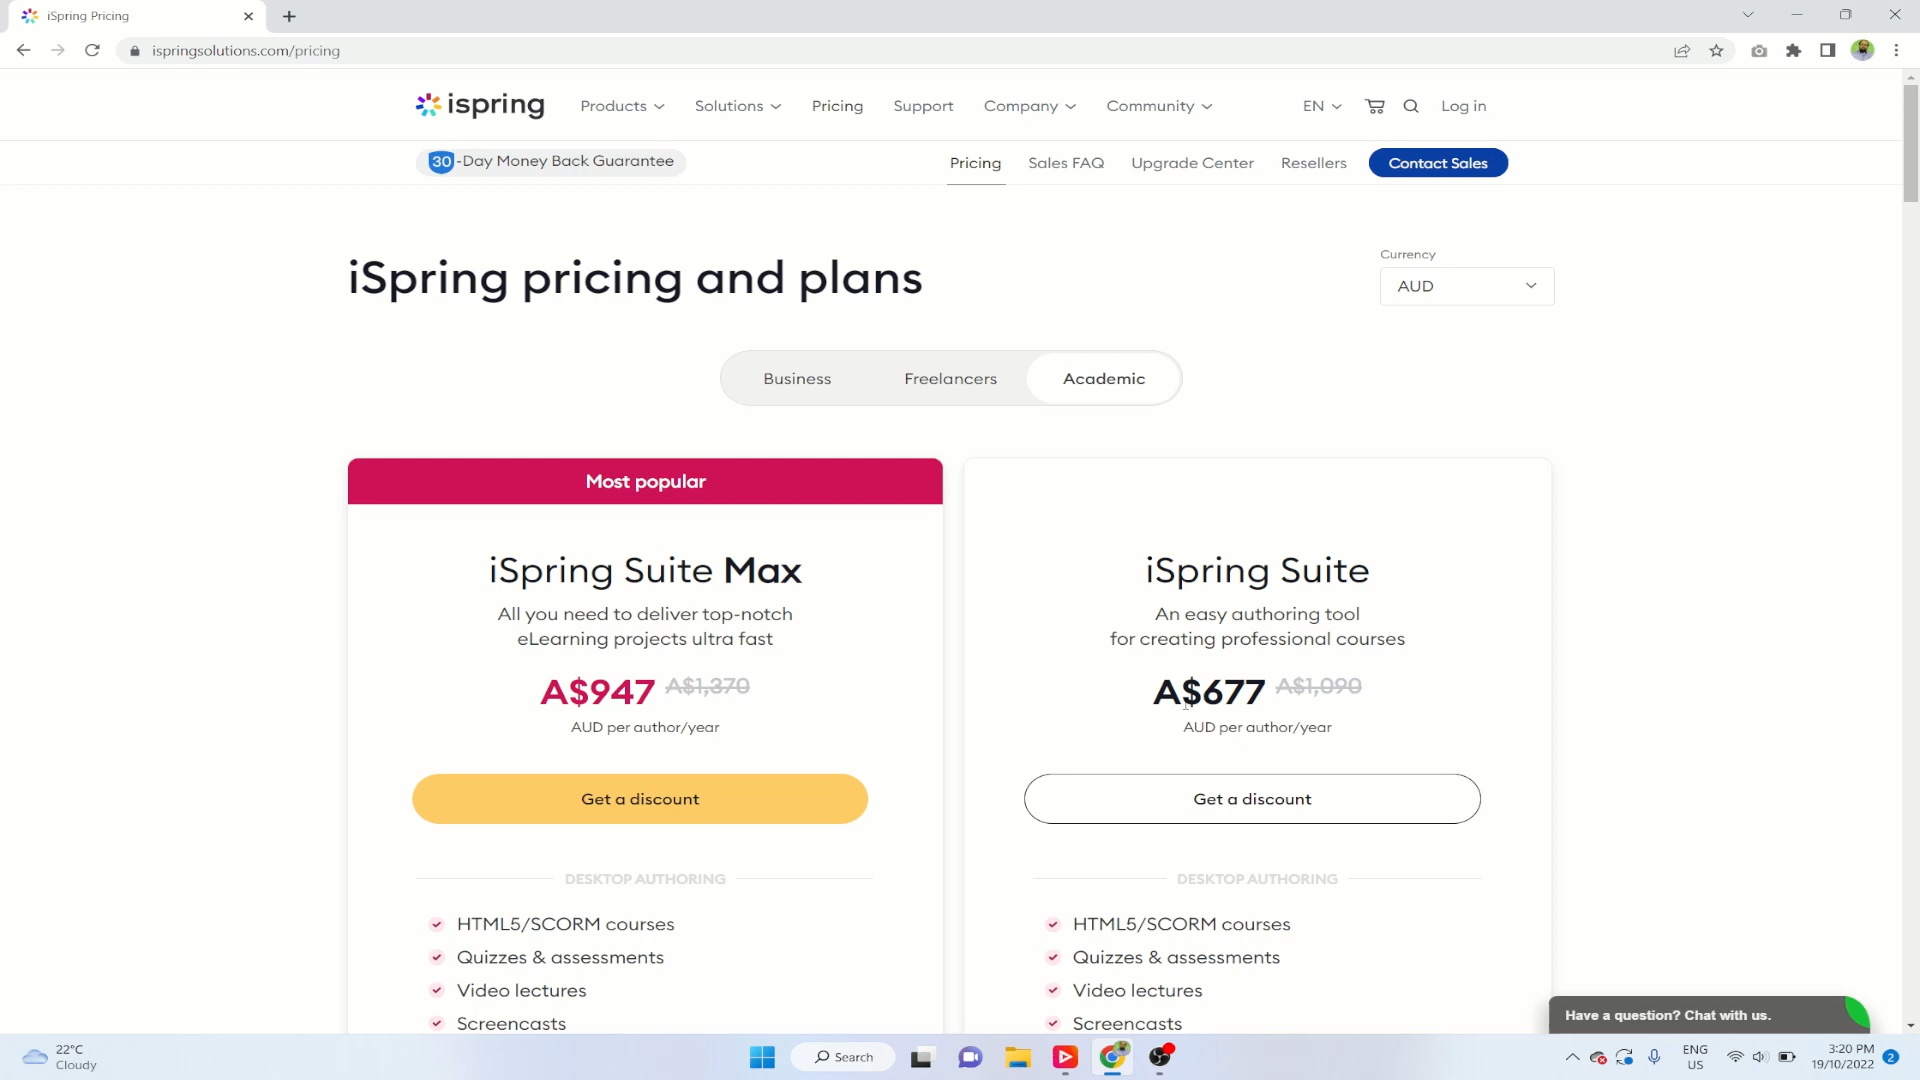 iSpring Pricing
ispringsolutions.com/pricing
ispring
Products
Solutions
Pricing
Support
Company
Community
EN
Log in
30-Day Money Back Guarantee
Pricing
Sales FAQ
Upgrade Center
Resellers
Contact Sales
iSpring pricing and plans
Currency
AUD
Business
Freelancers
Academic
Most popular
iSpring Suite Max
All you need to deliver top-notch
eLearning projects ultra fast
A$947 A$1,370
AUD per author/year
Get a discount
DESKTOP AUTHORING
HTML5/SCORM courses
Quizzes & assessments
Video lectures
Screencasts
iSpring Suite
An easy authoring tool
for creating professional courses
A$677 A$1,090
AUD per author/year
Get a discount
DESKTOP AUTHORING
HTML5/SCORM courses
Quizzes & assessments
Video lectures
Screencasts
Have a question? Chat with us.
22°C
Cloudy
Search
ENG
US
3:20 PM
19/10/2022
2